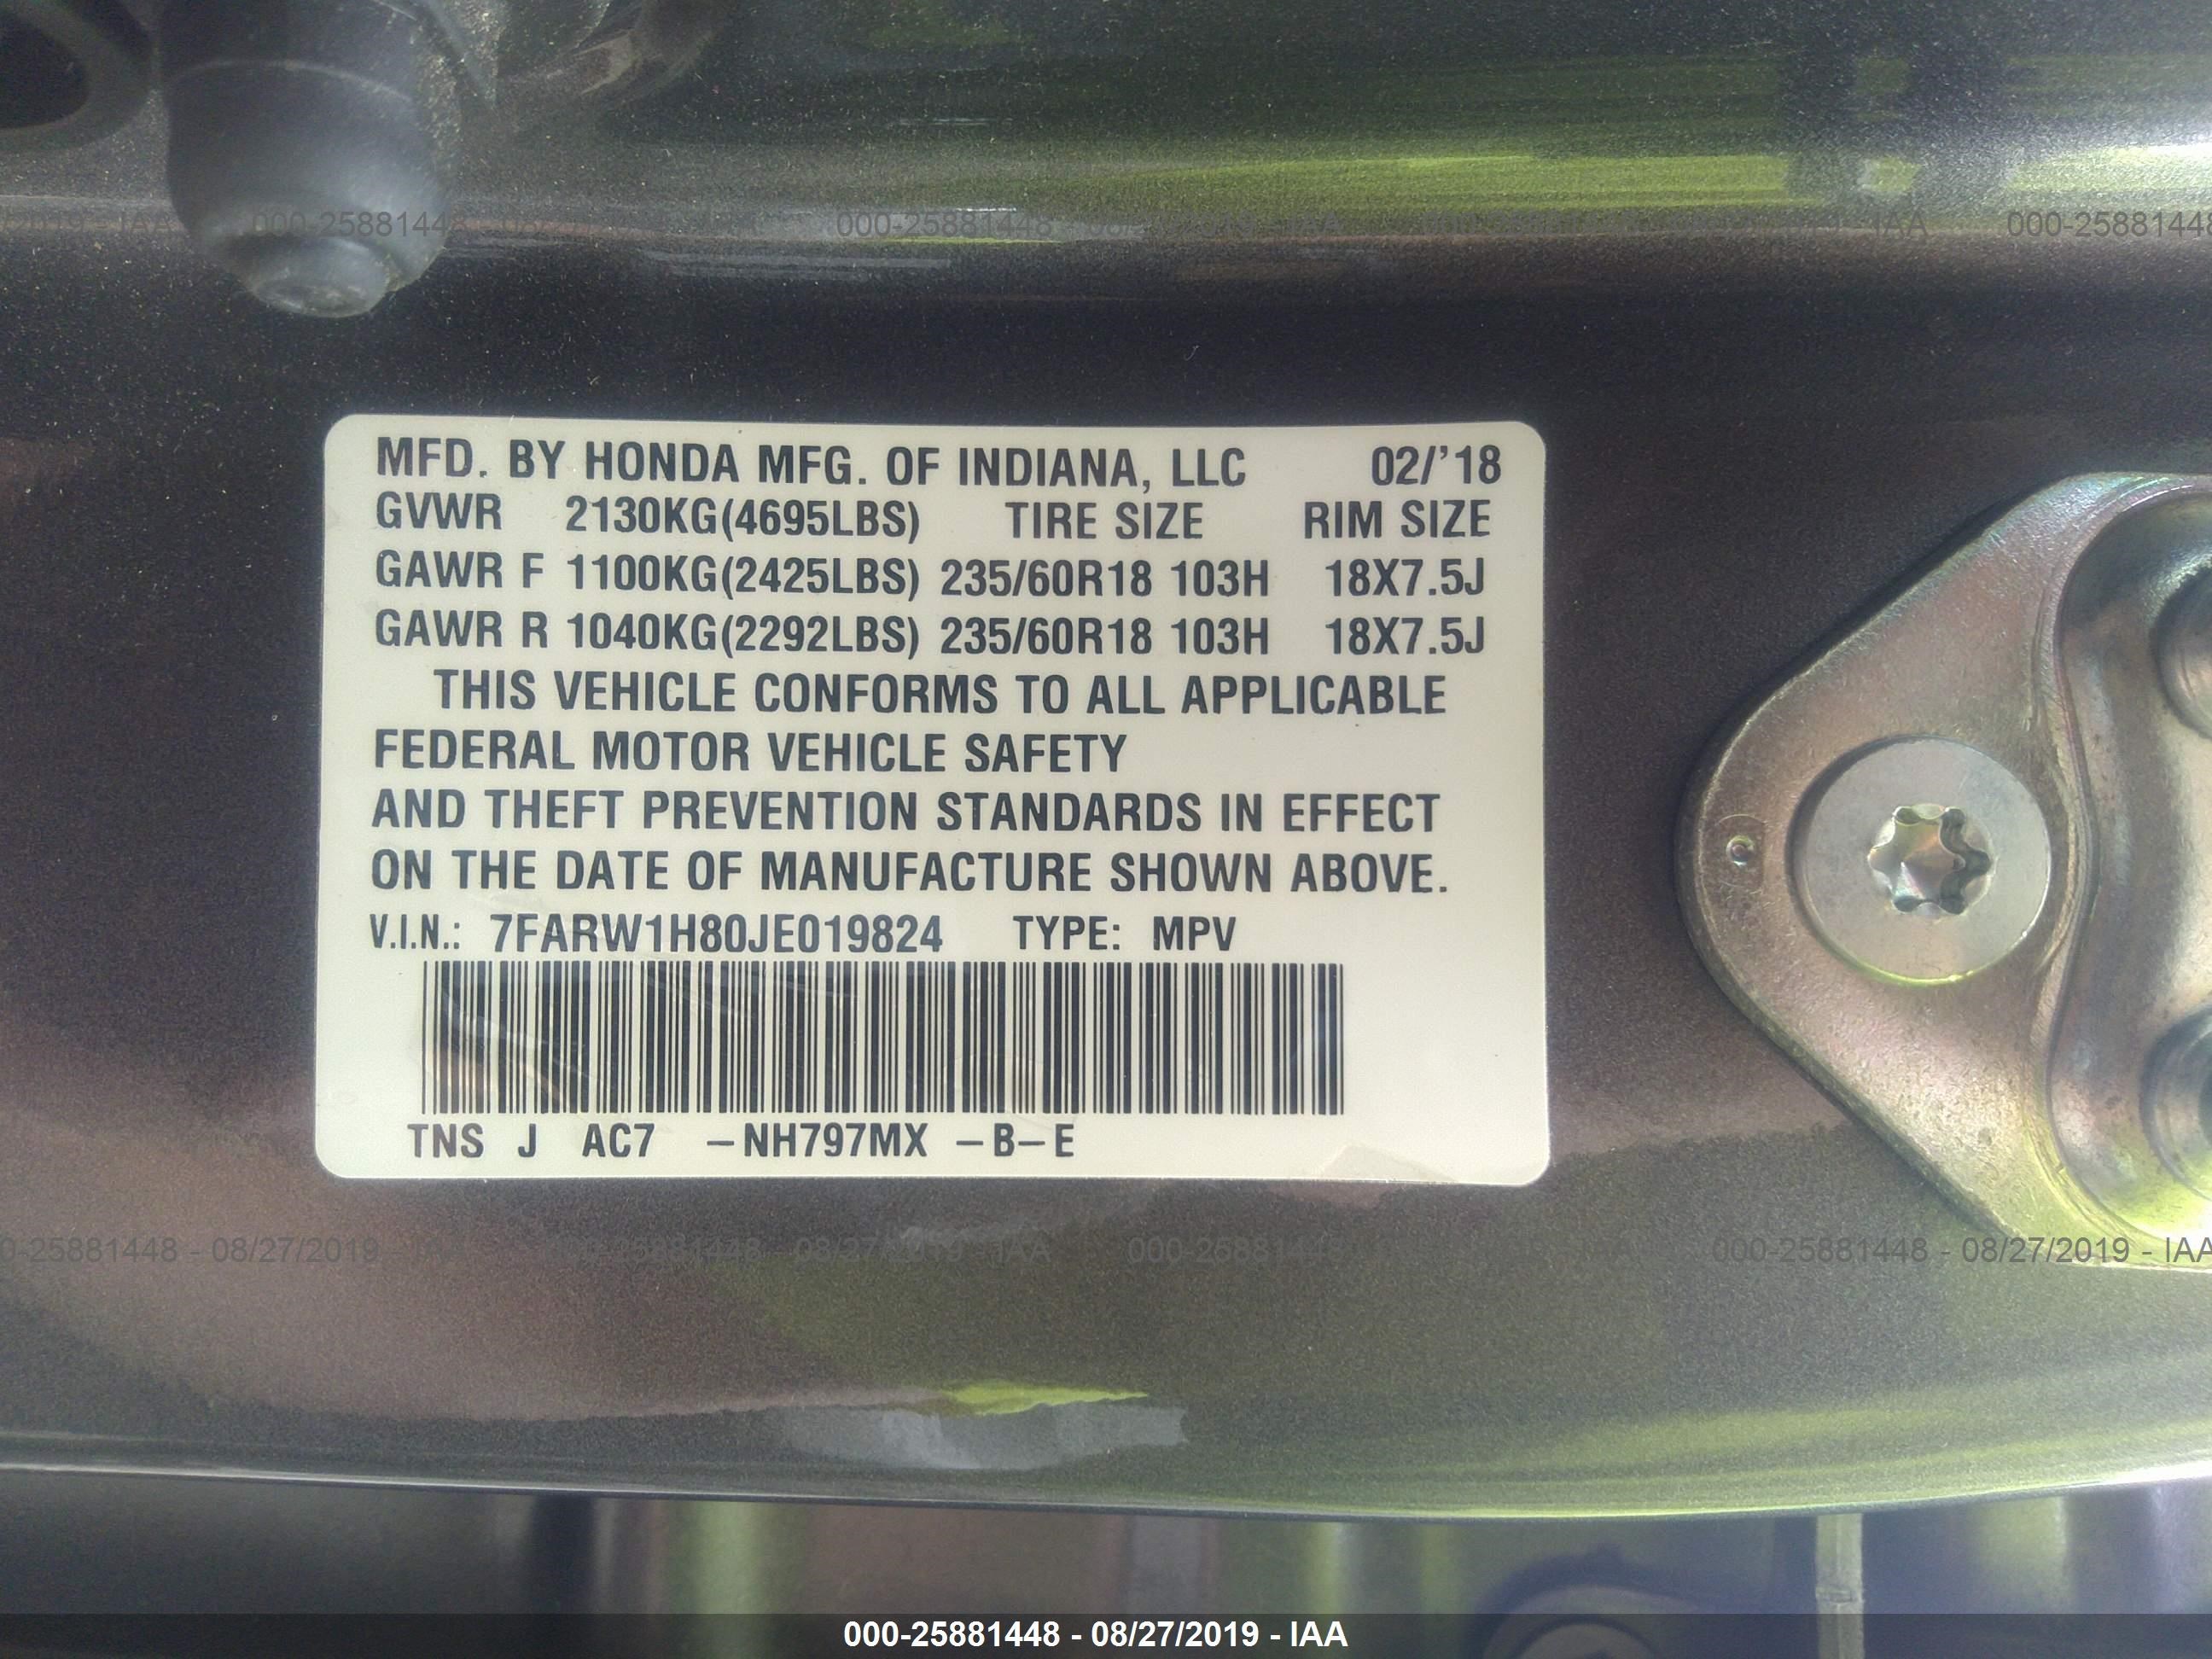 000-25881448 - 08/27/2019 - IAA
MFD. BY HONDA MFG. OF INDIANA, LLC 02/'18
GVWR 2130KG(4695LBS) TIRE SIZE RIM SIZE
GAWR F 1100KG(2425LBS) 235/60R18 103H 18X7.5J
GAWR R 1040KG(2292LBS) 235/60R18 103H 18X7.5J
THIS VEHICLE CONFORMS TO ALL APPLICABLE
FEDERAL MOTOR VEHICLE SAFETY
AND THEFT PREVENTION STANDARDS IN EFFECT
ON THE DATE OF MANUFACTURE SHOWN ABOVE.
V.I.N.: 7FARW1H80JE019824 TYPE: MPV
TNS J AC7 -NH797MX -B-E
000-25881448 - 08/27/2019 - IAA
000-25881448 - 08/27/2019 - IAA